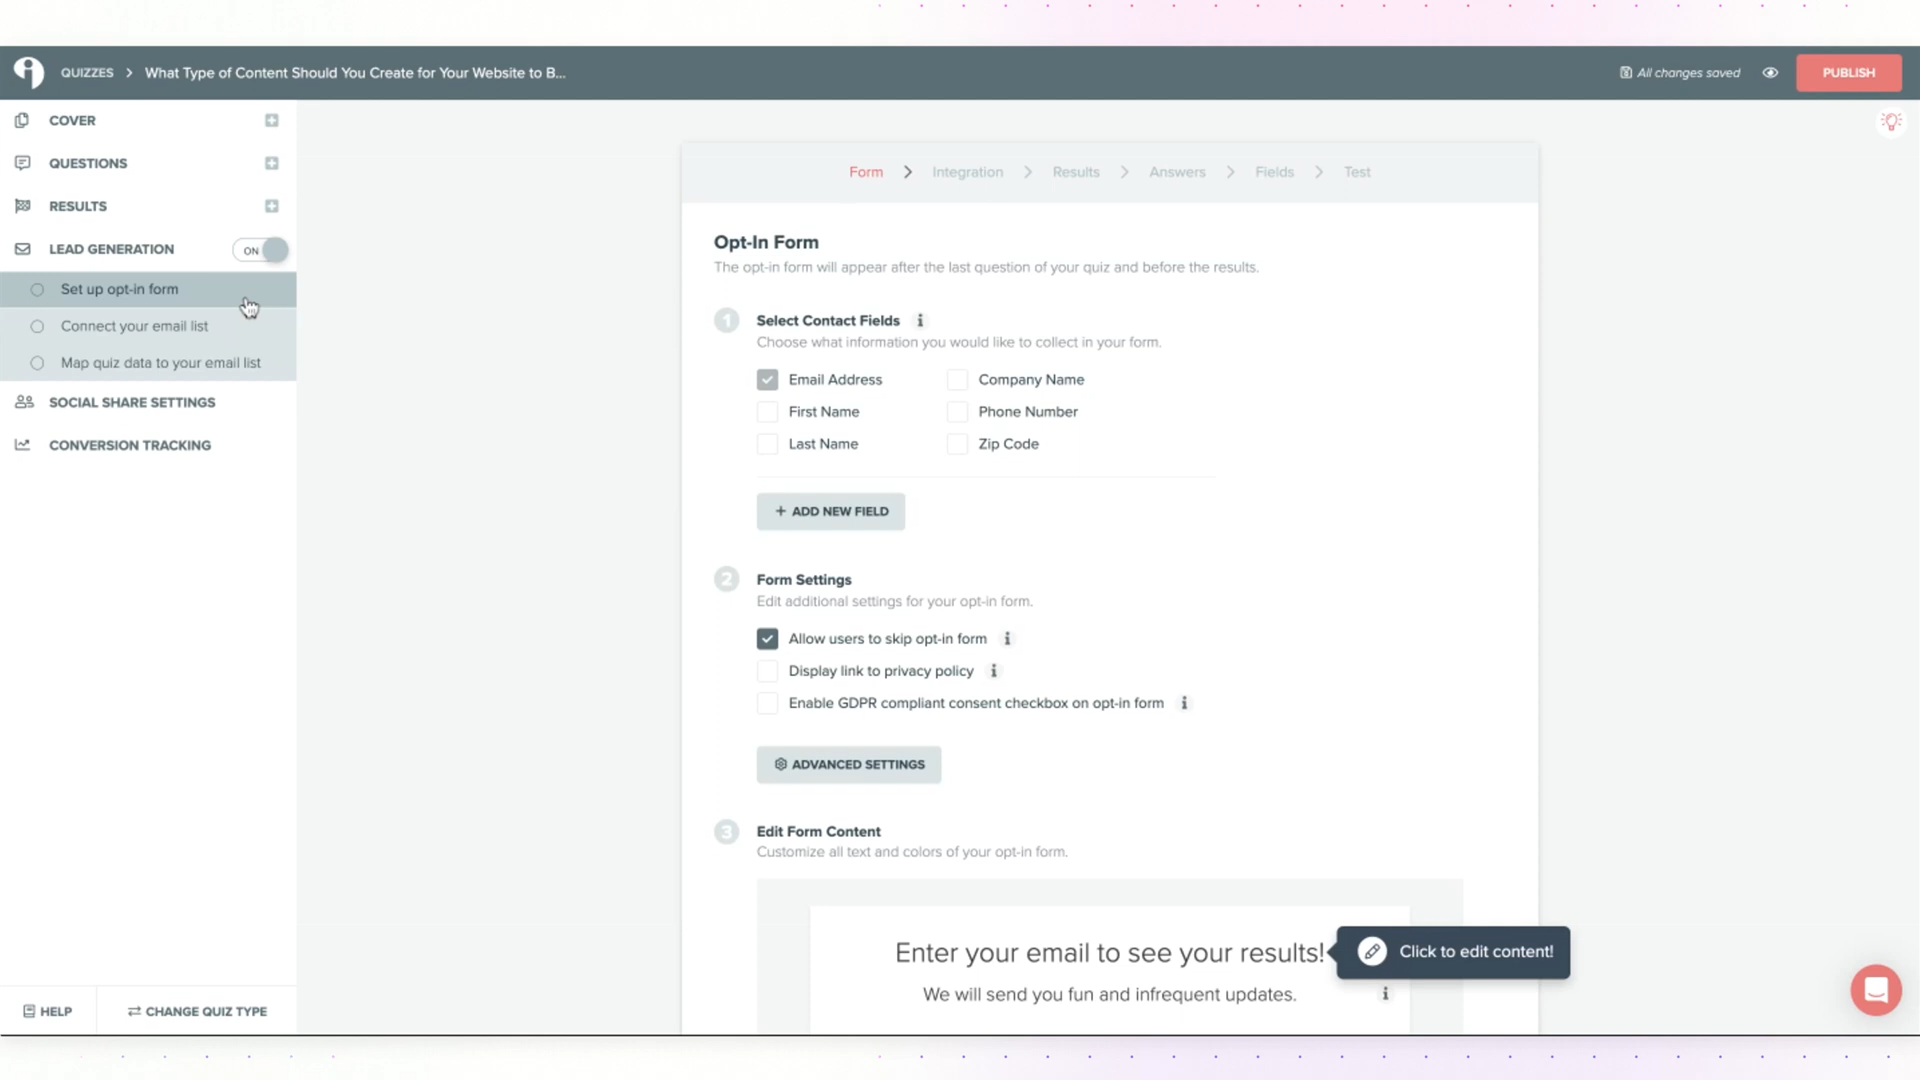 QUIZZES > What Type of Content Should You Create for Your Website to B...
All changes saved
PUBLISH
COVER
QUESTIONS
RESULTS
LEAD GENERATION
ON
Set up opt-in form
Connect your email list
Map quiz data to your email list
SOCIAL SHARE SETTINGS
CONVERSION TRACKING
HELP
CHANGE QUIZ TYPE
Form > Integration > Results > Answers > Fields > Test
Opt-In Form
The opt-in form will appear after the last question of your quiz and before the results.
1 Select Contact Fields i
Choose what information you would like to collect in your form.
Email Address
Company Name
First Name
Phone Number
Last Name
Zip Code
+ ADD NEW FIELD
2 Form Settings
Edit additional settings for your opt-in form.
Allow users to skip opt-in form i
Display link to privacy policy i
Enable GDPR compliant consent checkbox on opt-in form i
ADVANCED SETTINGS
3 Edit Form Content
Customize all text and colors of your opt-in form.
Enter your email to see your results!
Click to edit content!
We will send you fun and infrequent updates. i